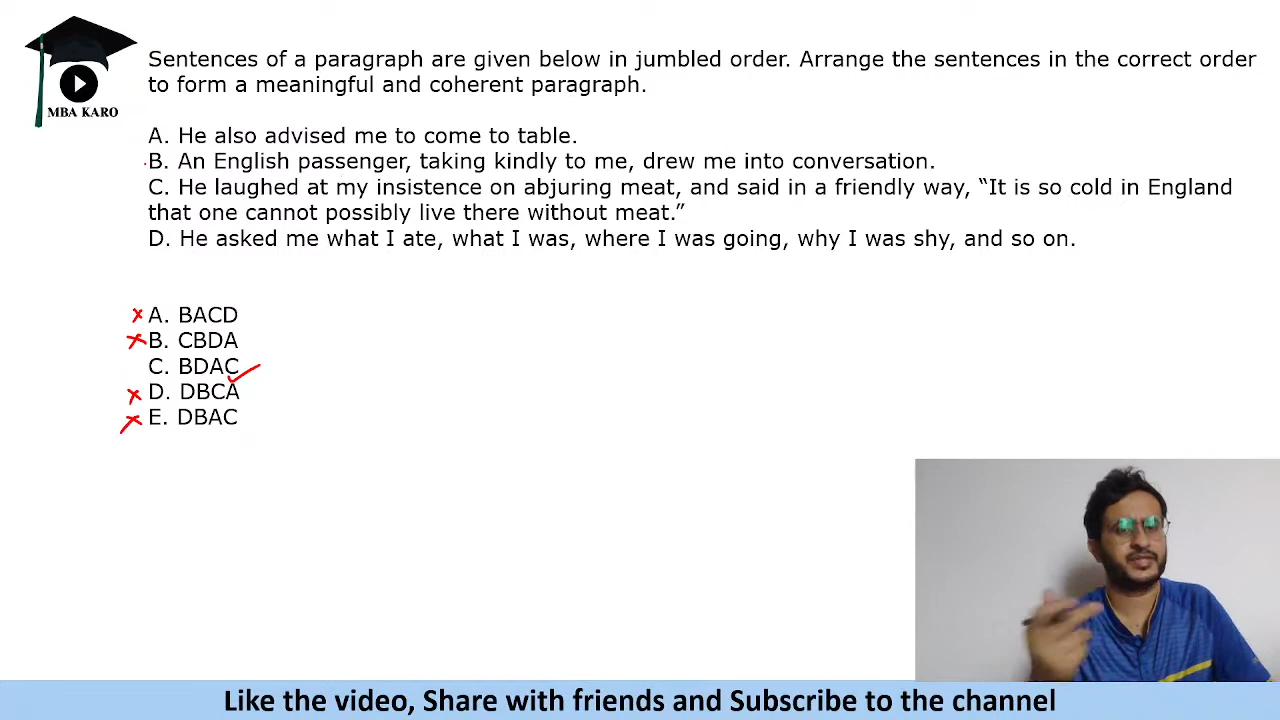 Sentences of a paragraph are given below in jumbled order. Arrange the sentences in the correct order
to form a meaningful and coherent paragraph.
MBA KARO
A. He also advised me to come to table.
B. An English passenger, taking kindly to me, drew me into conversation.
C. He laughed at my insistence on abjuring meat, and said in a friendly way, “It is so cold in England
that one cannot possibly live there without meat.”
D. He asked me what I ate, what I was, where I was going, why I was shy, and so on.
A. BACD
B. CBDA
C. BDAC
D. DBCA
E. DBAC
Like the video, Share with friends and Subscribe to the channel